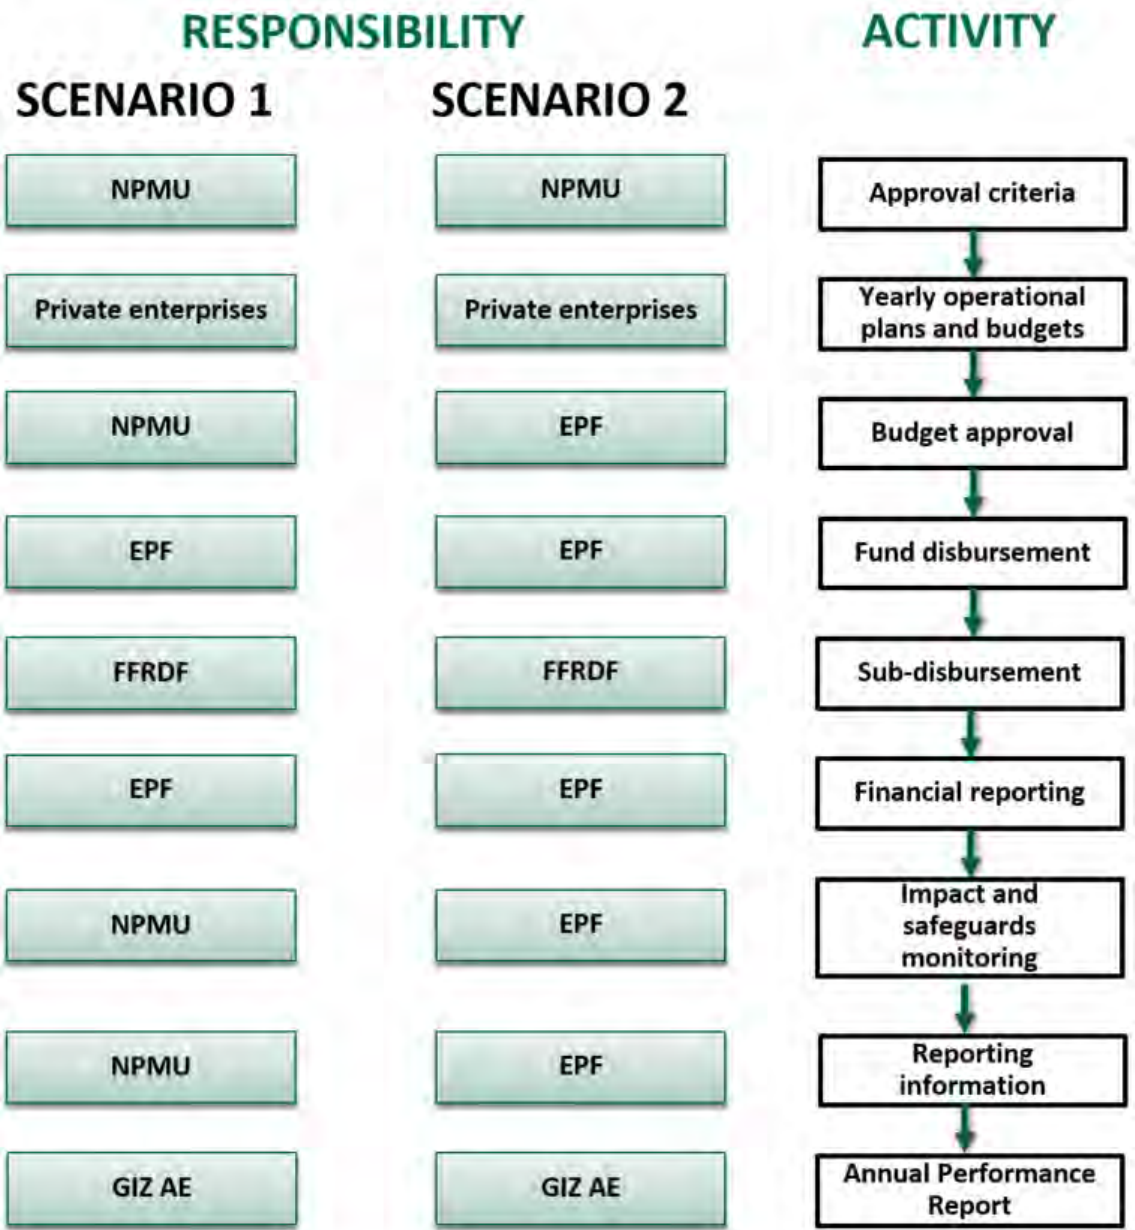 RESPONSIBILITY ACTIVITY
SCENARIO 1 SCENARIO 2
NPMU NPMU Approval criteria
Private enterprises Private enterprises Yearly operational
plans and budgets
NPMU EPF Budget approval
EPF EPF Fund disbursement
FFRDF FFRDF Sub-disbursement
EPF EPF Financial reporting
NPMU EPF Impact and
safeguards
monitoring
NPMU EPF Reporting
information
GIZ AE GIZ AE Annual Performance
Report